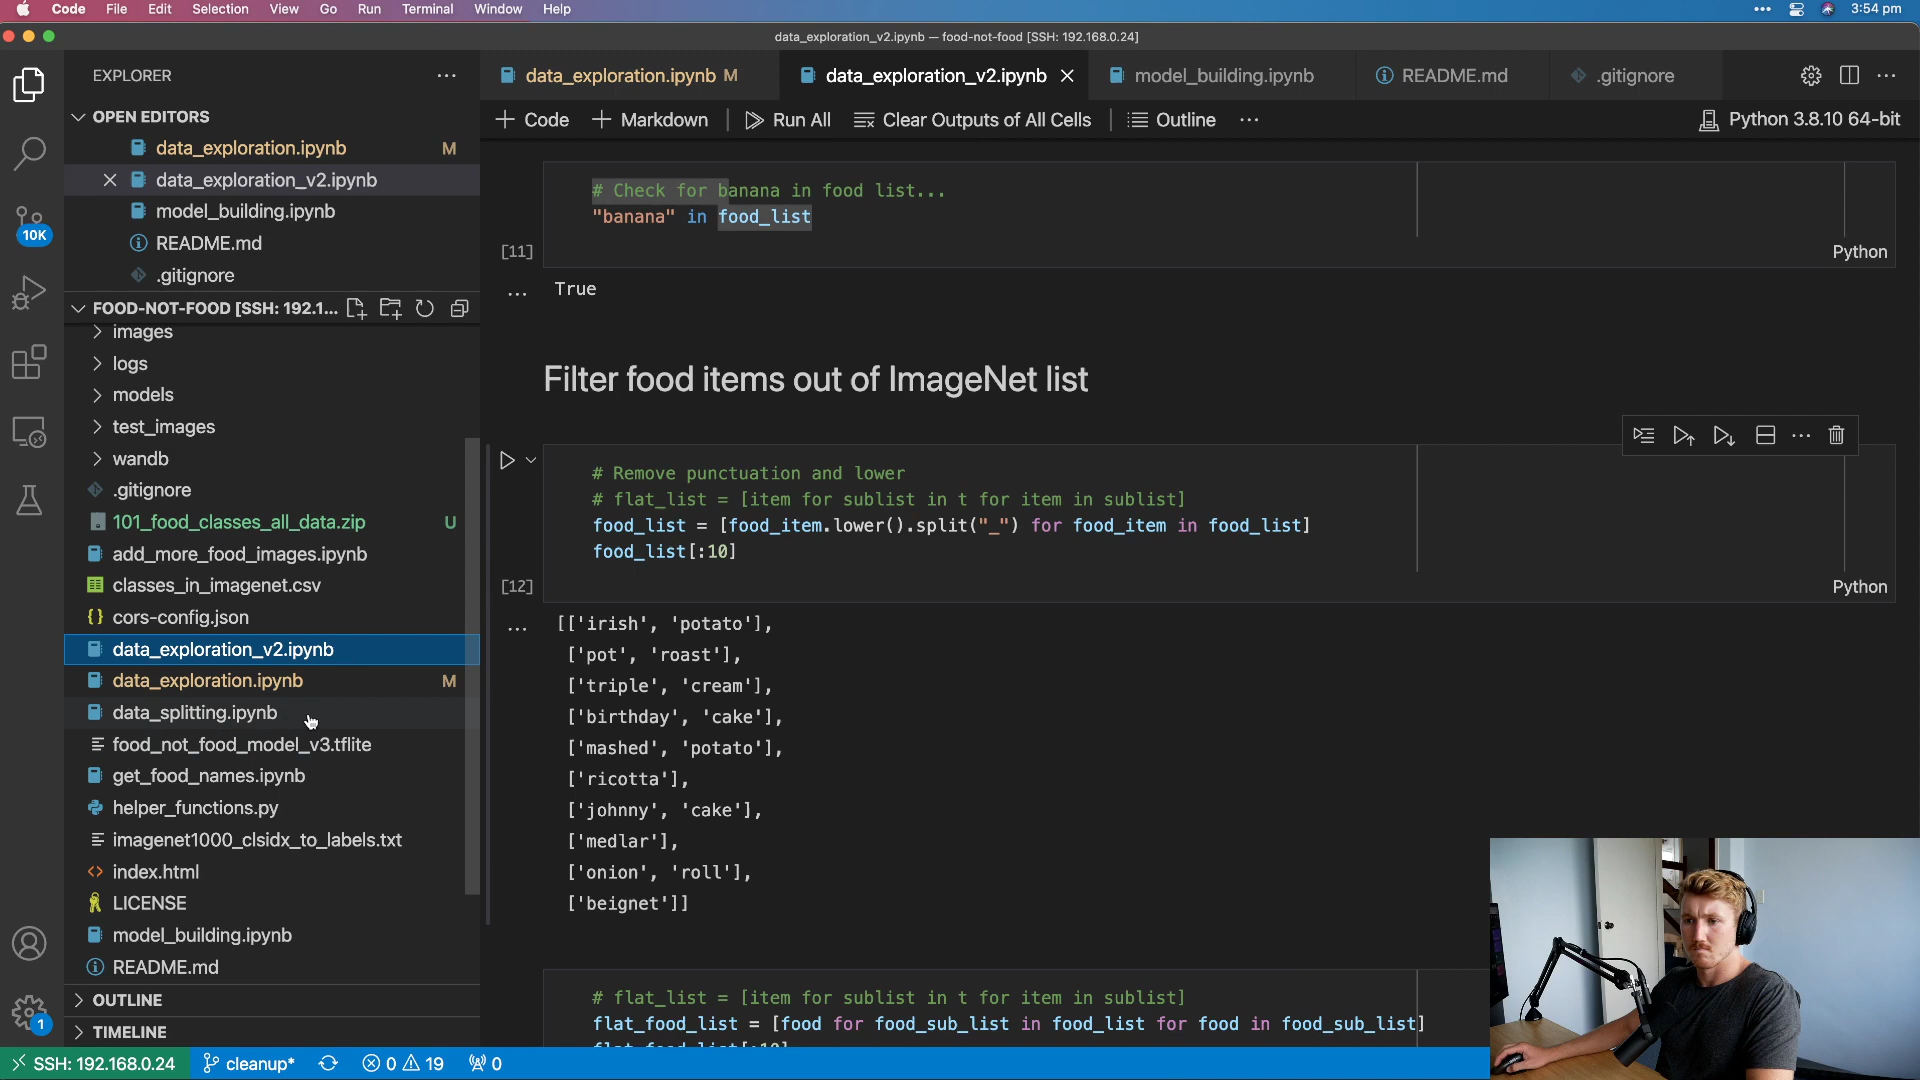 Code File Edit Selection View Go Run Terminal Window Help 3:54 pm
data_exploration_v2.ipynb — food-not-food [SSH: 192.168.0.24]
EXPLORER
OPEN EDITORS
data_exploration.ipynb M
data_exploration_v2.ipynb
model_building.ipynb
README.md
.gitignore
10K
FOOD-NOT-FOOD [SSH: 192.1...
images
logs
models
test_images
wandb
.gitignore
101_food_classes_all_data.zip U
add_more_food_images.ipynb
classes_in_imagenet.csv
cors-config.json
data_exploration_v2.ipynb
data_exploration.ipynb M
data_splitting.ipynb
food_not_food_model_v3.tflite
get_food_names.ipynb
helper_functions.py
imagenet1000_clsidx_to_labels.txt
index.html
LICENSE
model_building.ipynb
README.md
OUTLINE
TIMELINE
1
data_exploration.ipynb M data_exploration_v2.ipynb model_building.ipynb README.md .gitignore
Code Markdown Run All Clear Outputs of All Cells Outline Python 3.8.10 64-bit
# Check for banana in food list...
"banana" in food_list
[11] Python
True
Filter food items out of ImageNet list
# Remove punctuation and lower
# flat_list = [item for sublist in t for item in sublist]
food_list = [food_item.lower().split("_") for food_item in food_list]
food_list[:10]
[12] Python
[['irish', 'potato'],
['pot', 'roast'],
['triple', 'cream'],
['birthday', 'cake'],
['mashed', 'potato'],
['ricotta'],
['johnny', 'cake'],
['medlar'],
['onion', 'roll'],
['beignet']]
# flat_list = [item for sublist in t for item in sublist]
flat_food_list = [food for food_sub_list in food_list for food in food_sub_list]
SSH: 192.168.0.24 cleanup* 0 19 0